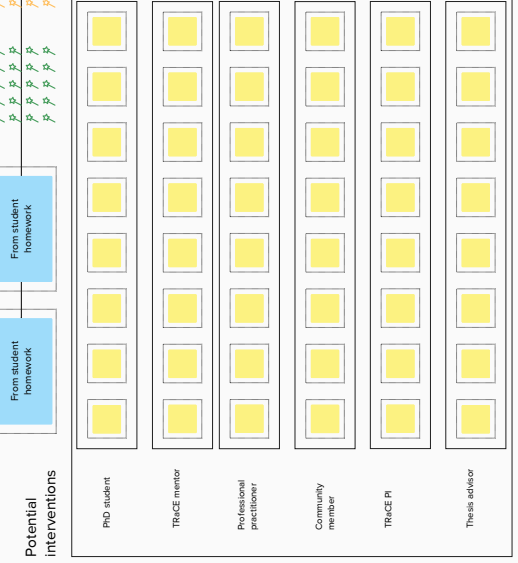 Potential
interventions
From student
homework
From student
homework
PhD student
TRaCE mentor
Professional
practitioner
Community
member
TRaCE PI
Thesis advisor